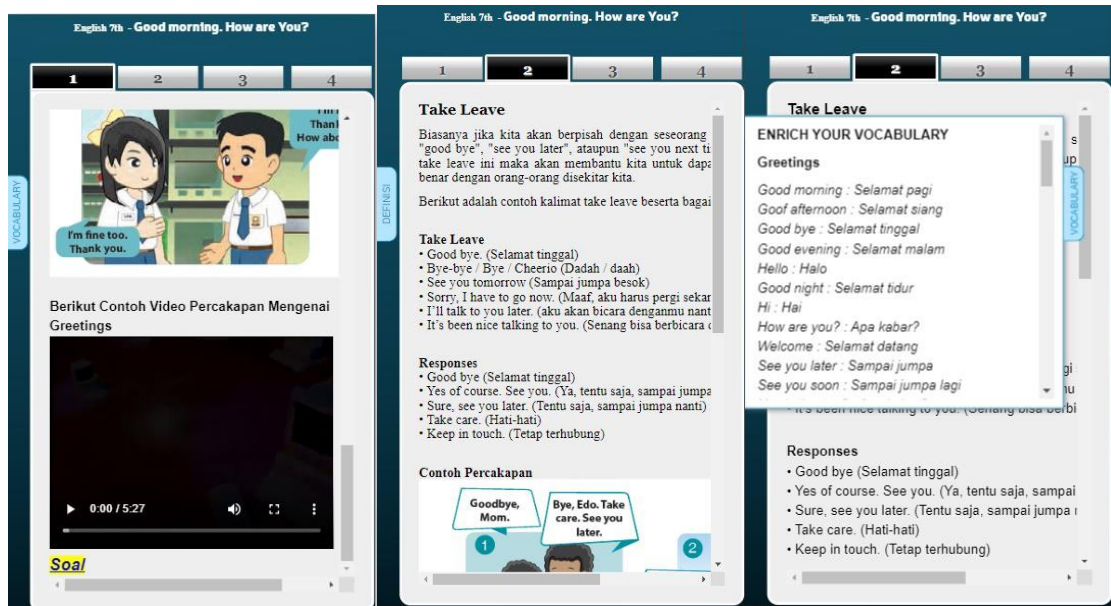 English 7th - Good morning. How are You?
1 2 3 4
VOCABULARY
Thank
How abo
I'm fine too.
Thank you.
Berikut Contoh Video Percakapan Mengenai
Greetings
0:00 / 5:27
Soal
English 7th - Good morning. How are You?
1 2 3 4
DEFINISI
Take Leave
Biasanya jika kita akan berpisah dengan seseorang
"good bye", "see you later", ataupun "see you next ti
take leave ini maka akan membantu kita untuk dapa
benar dengan orang-orang disekitar kita.
Berikut adalah contoh kalimat take leave beserta bagai
Take Leave
• Good bye. (Selamat tinggal)
• Bye-bye / Bye / Cheerio (Dadah / daah)
• See you tomorrow (Sampai jumpa besok)
• Sorry, I have to go now. (Maaf, aku harus pergi sekar
• I'll talk to you later. (aku akan bicara denganmu nant
• It's been nice talking to you. (Senang bisa berbicara
Responses
• Good bye (Selamat tinggal)
• Yes of course. See you. (Ya, tentu saja, sampai jumpa
• Sure, see you later. (Tentu saja, sampai jumpa nanti)
• Take care. (Hati-hati)
• Keep in touch. (Tetap terhubung)
Contoh Percakapan
Goodbye,
Mom.
Bye, Edo. Take
care. See you
later.
1
2
English 7th - Good morning. How are You?
1 2 3 4
Take Leave
ENRICH YOUR VOCABULARY
Greetings
Good morning : Selamat pagi
Goof afternoon : Selamat siang
Good bye : Selamat tinggal
Good evening : Selamat malam
Hello : Halo
Good night : Selamat tidur
Hi : Hai
How are you? : Apa kabar?
Welcome : Selamat datang
See you later : Sampai jumpa
See you soon : Sampai jumpa lagi
VOCABULARY
• It's been nice talking to you. (Senang bisa berbi
Responses
• Good bye (Selamat tinggal)
• Yes of course. See you. (Ya, tentu saja, sampai
• Sure, see you later. (Tentu saja, sampai jumpa
• Take care. (Hati-hati)
• Keep in touch. (Tetap terhubung)